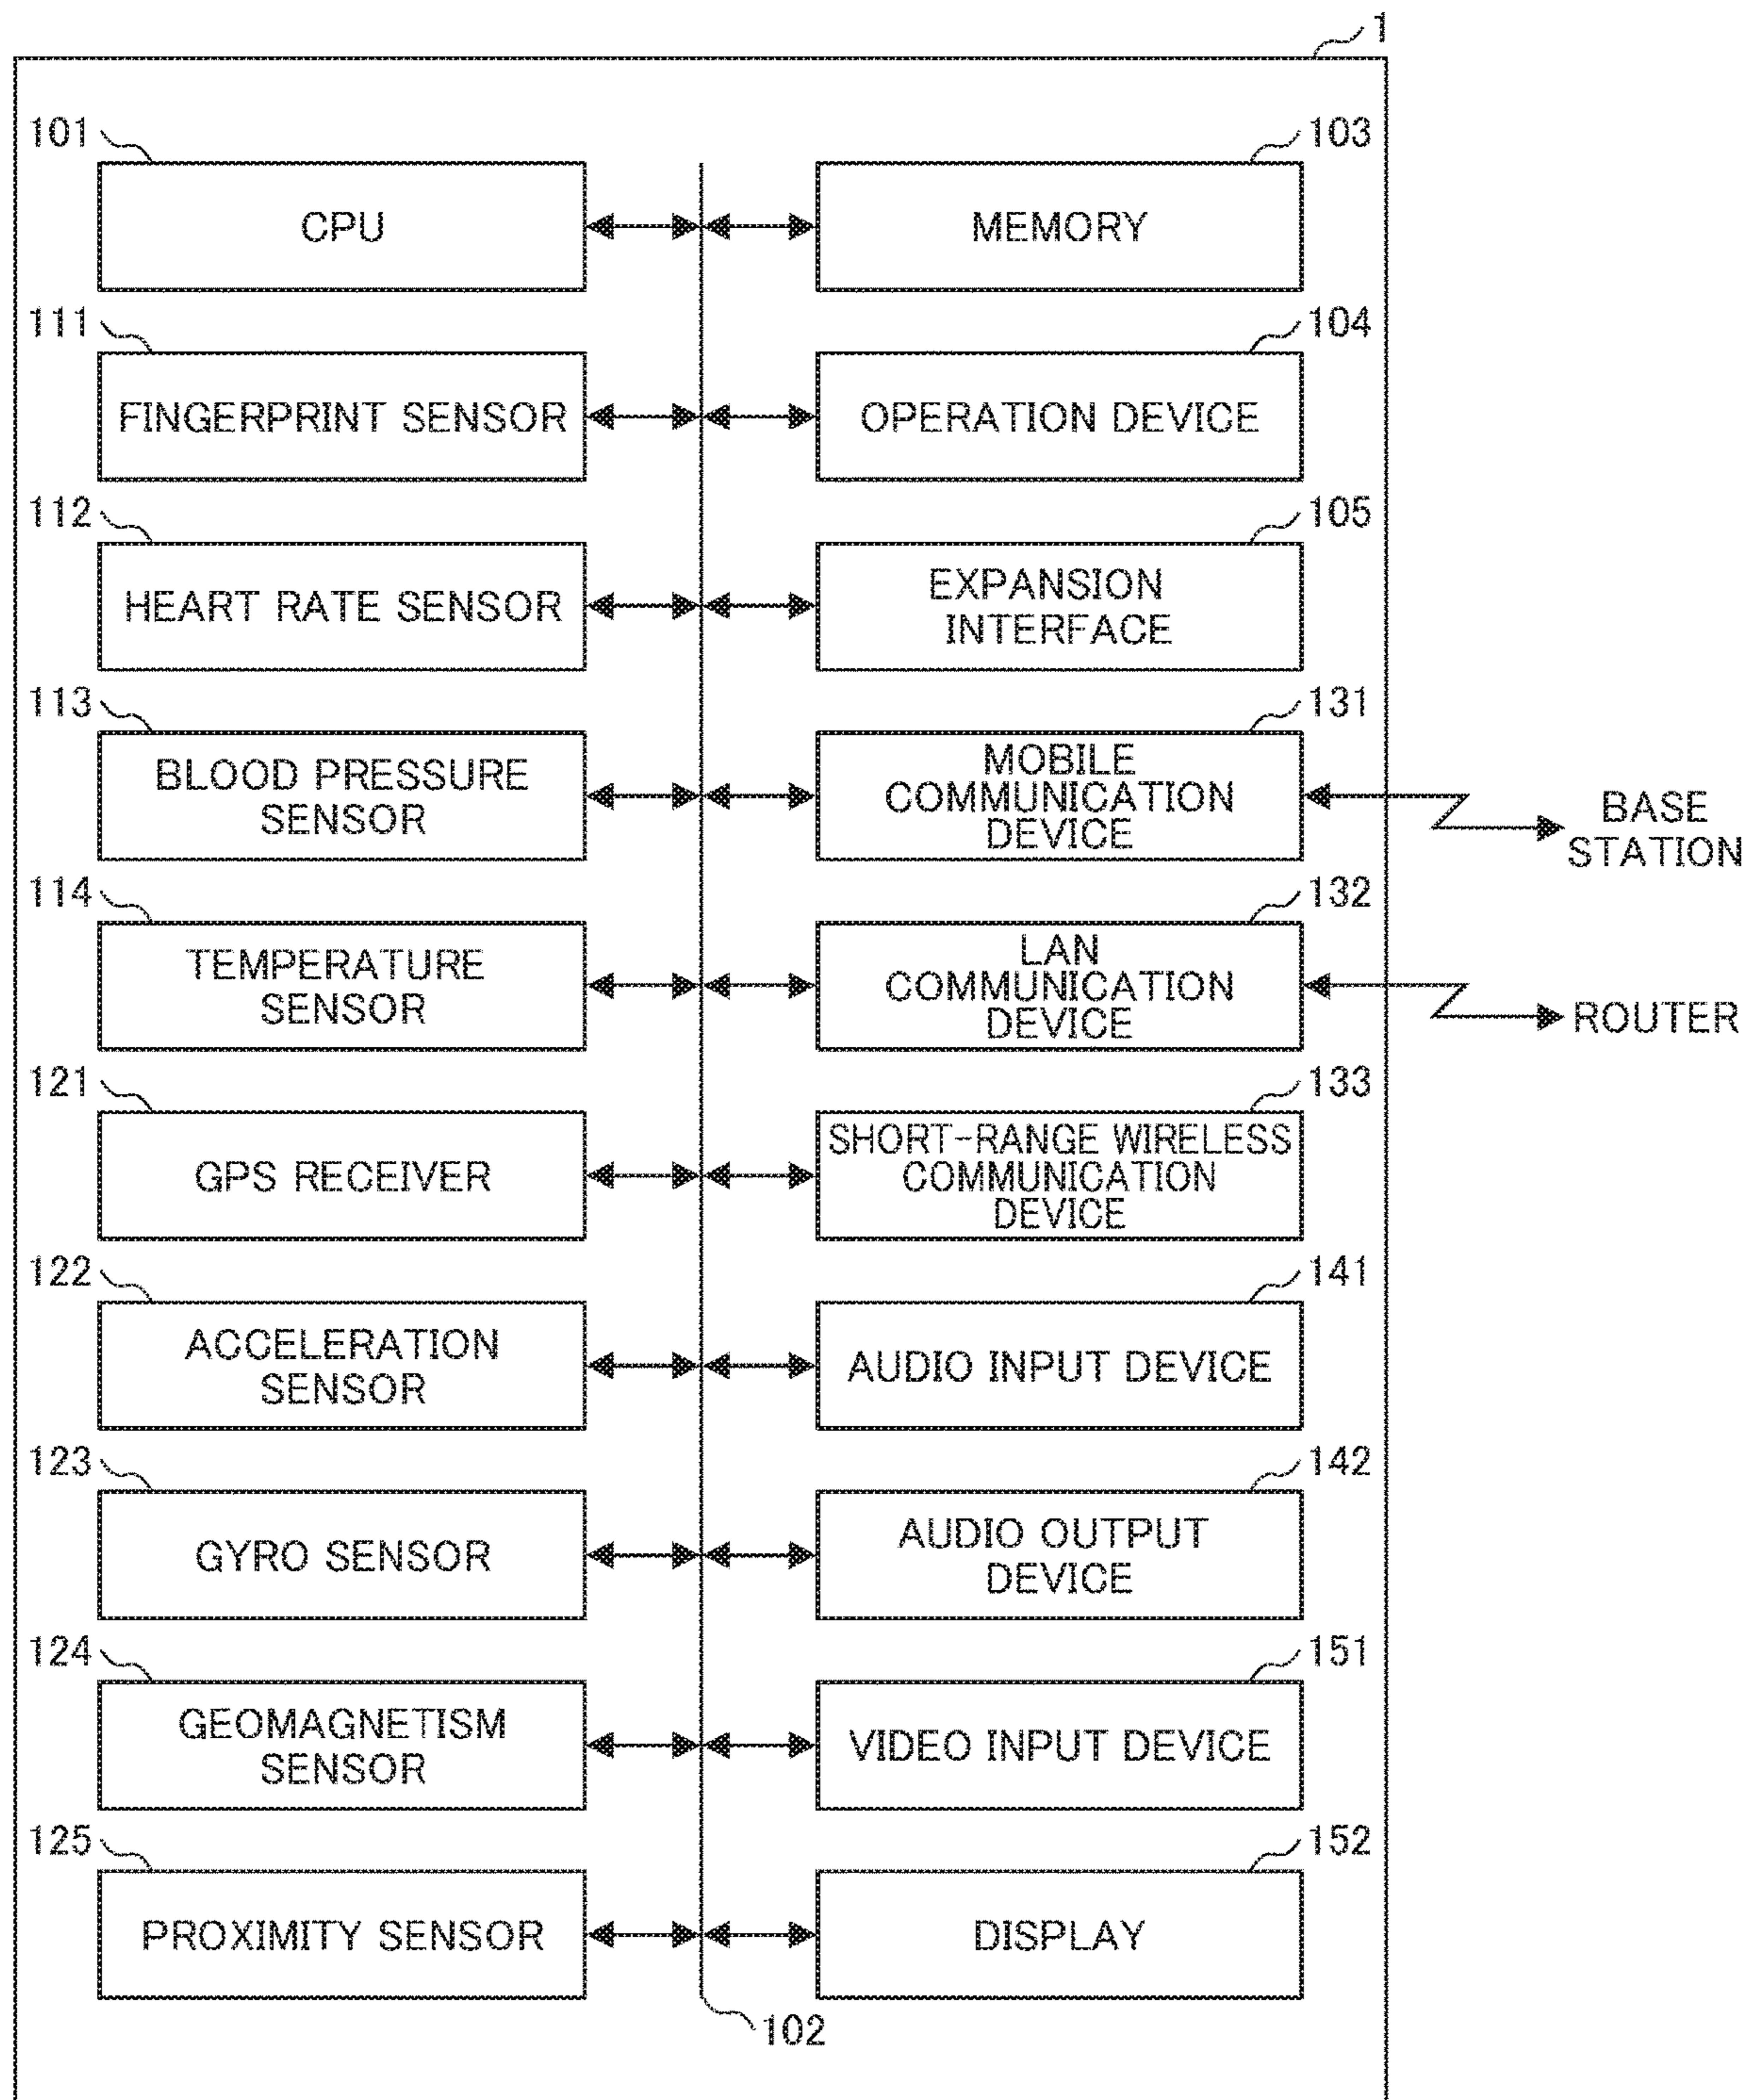 1
101
CPU
103
MEMORY
111
FINGERPRINT SENSOR
104
OPERATION DEVICE
112
HEART RATE SENSOR
105
EXPANSION
INTERFACE
113
BLOOD PRESSURE
SENSOR
131
MOBILE
COMMUNICATION
DEVICE
BASE
STATION
114
TEMPERATURE
SENSOR
132
LAN
COMMUNICATION
DEVICE
ROUTER
121
GPS RECEIVER
133
SHORT-RANGE WIRELESS
COMMUNICATION
DEVICE
122
ACCELERATION
SENSOR
141
AUDIO INPUT DEVICE
123
GYRO SENSOR
142
AUDIO OUTPUT
DEVICE
124
GEOMAGNETISM
SENSOR
151
VIDEO INPUT DEVICE
125
PROXIMITY SENSOR
152
DISPLAY
102